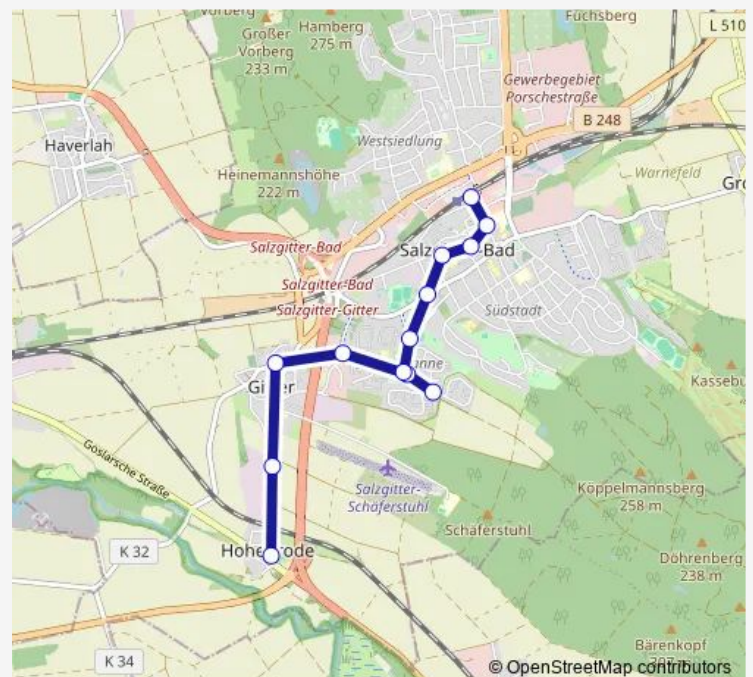 Vorberg
Großer
Vorberg
233 m
Hamberg
275 m
Fuchsberg
L 510
Gewerbegebiet
Porschestraße
B 248
Westsiedlung
Haverlah
Heinemannshöhe
222 m
Warnefeld
Salzgitter-Bad
Salz
-Bad
Salzgitter-Bad
Salzgitter-Gitter
Südstadt
Gi
er
Kassebu
Goslarsche Straße
Salzgitter-
Schäferstuhl
Köppelmannsberg
258 m
Schäferstuhl
K 32
Hohe
rode
Döhrenberg
238 m
Bärenkopf
K 34
© OpenStreetMap contributors